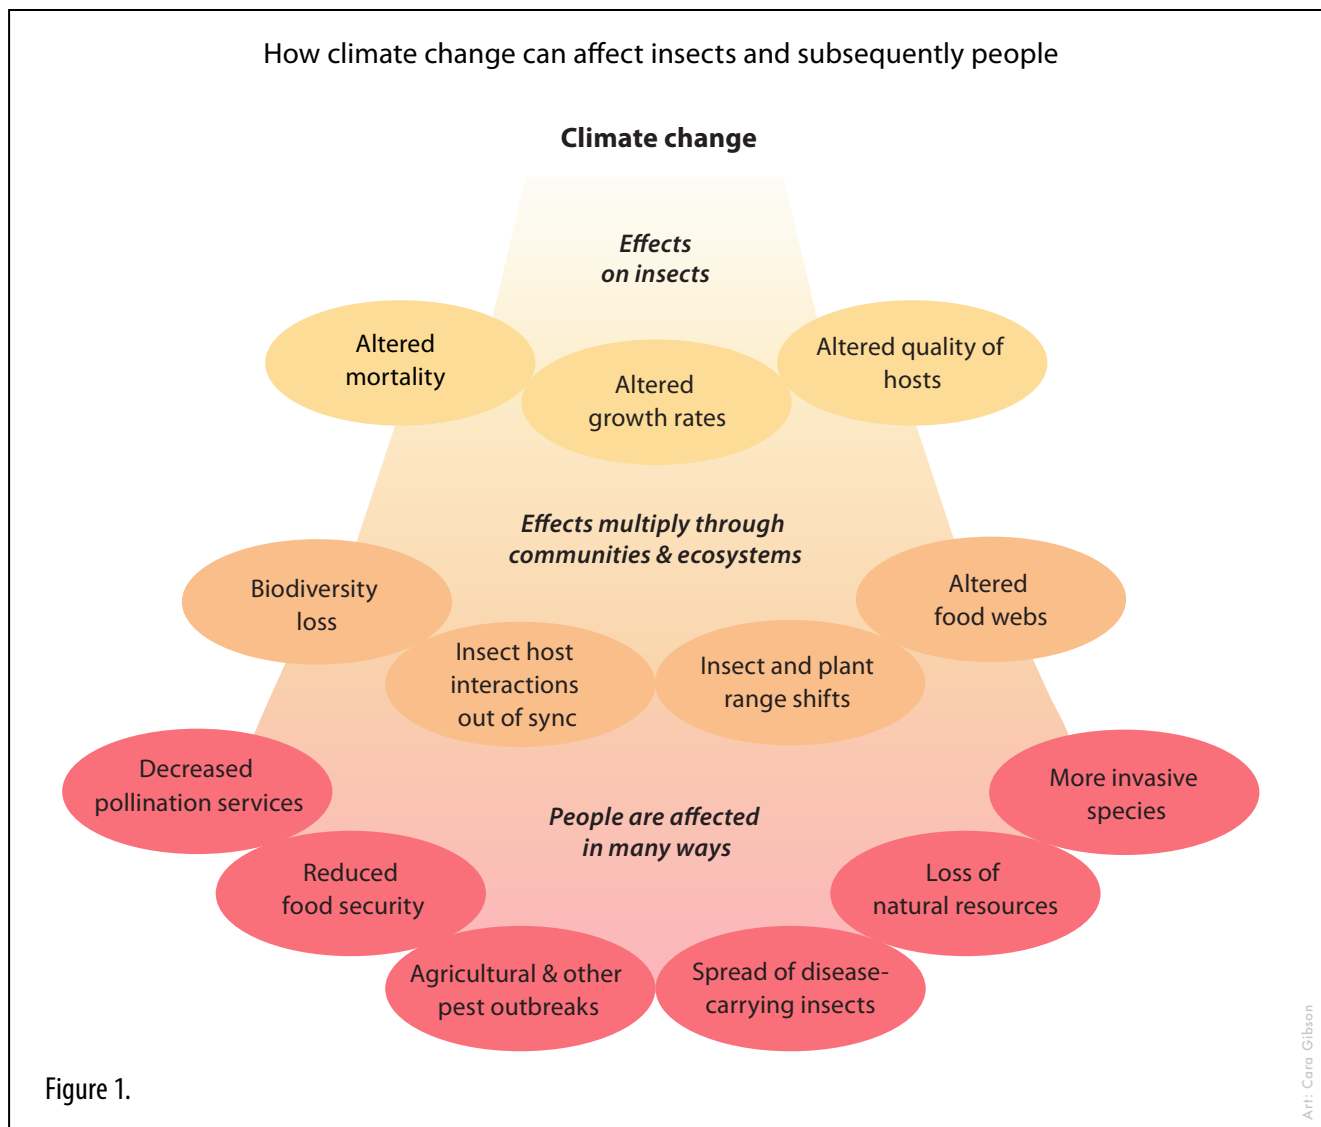 How climate change can affect insects and subsequently people
Climate change
Effects
on insects
Altered
mortality
Altered
growth rates
Altered quality of
hosts
Effects multiply through
communities & ecosystems
Biodiversity
loss
Insect host
interactions
out of sync
Insect and plant
range shifts
Altered
food webs
People are affected
in many ways
Decreased
pollination services
Reduced
food security
Agricultural & other
pest outbreaks
Spread of disease-
carrying insects
Loss of
natural resources
More invasive
species
Figure 1.
Art: Cara Gibson